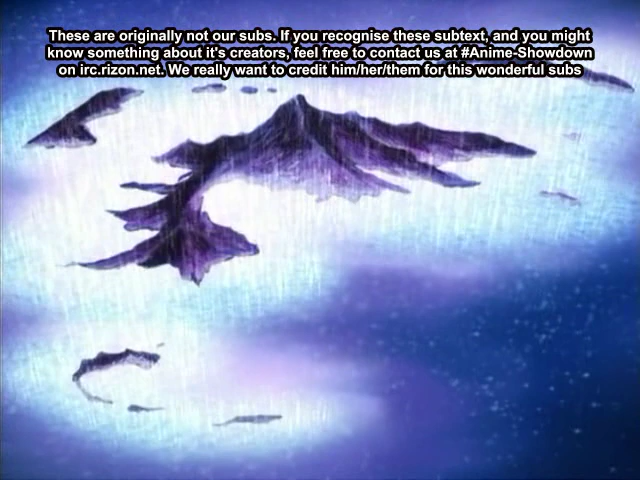 These are originally not our subs. If you recognise these subtext, and you might
know something about it's creators, feel free to contact us at #Anime-Showdown
on irc.rizon.net. We really want to credit him/her/them for this wonderful subs